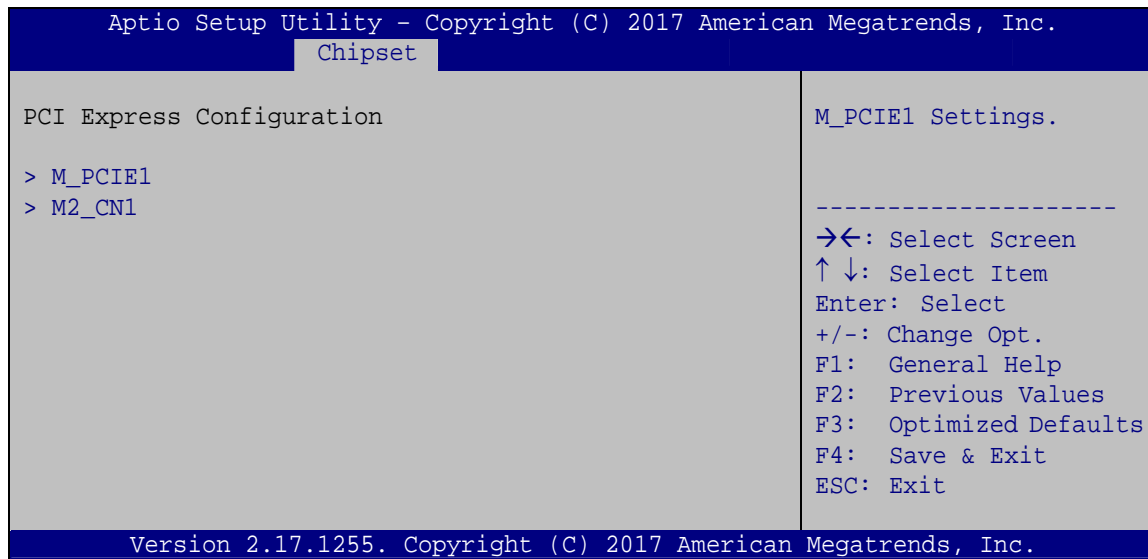 Aptio Setup Utility – Copyright (C) 2017 American Megatrends, Inc.
Chipset
PCI Express Configuration
> M_PCIE1
> M2_CN1
M_PCIE1 Settings.
---------------------
→←: Select Screen
↑ ↓: Select Item
Enter: Select
+/-: Change Opt.
F1: General Help
F2: Previous Values
F3: Optimized Defaults
F4: Save & Exit
ESC: Exit
Version 2.17.1255. Copyright (C) 2017 American Megatrends, Inc.